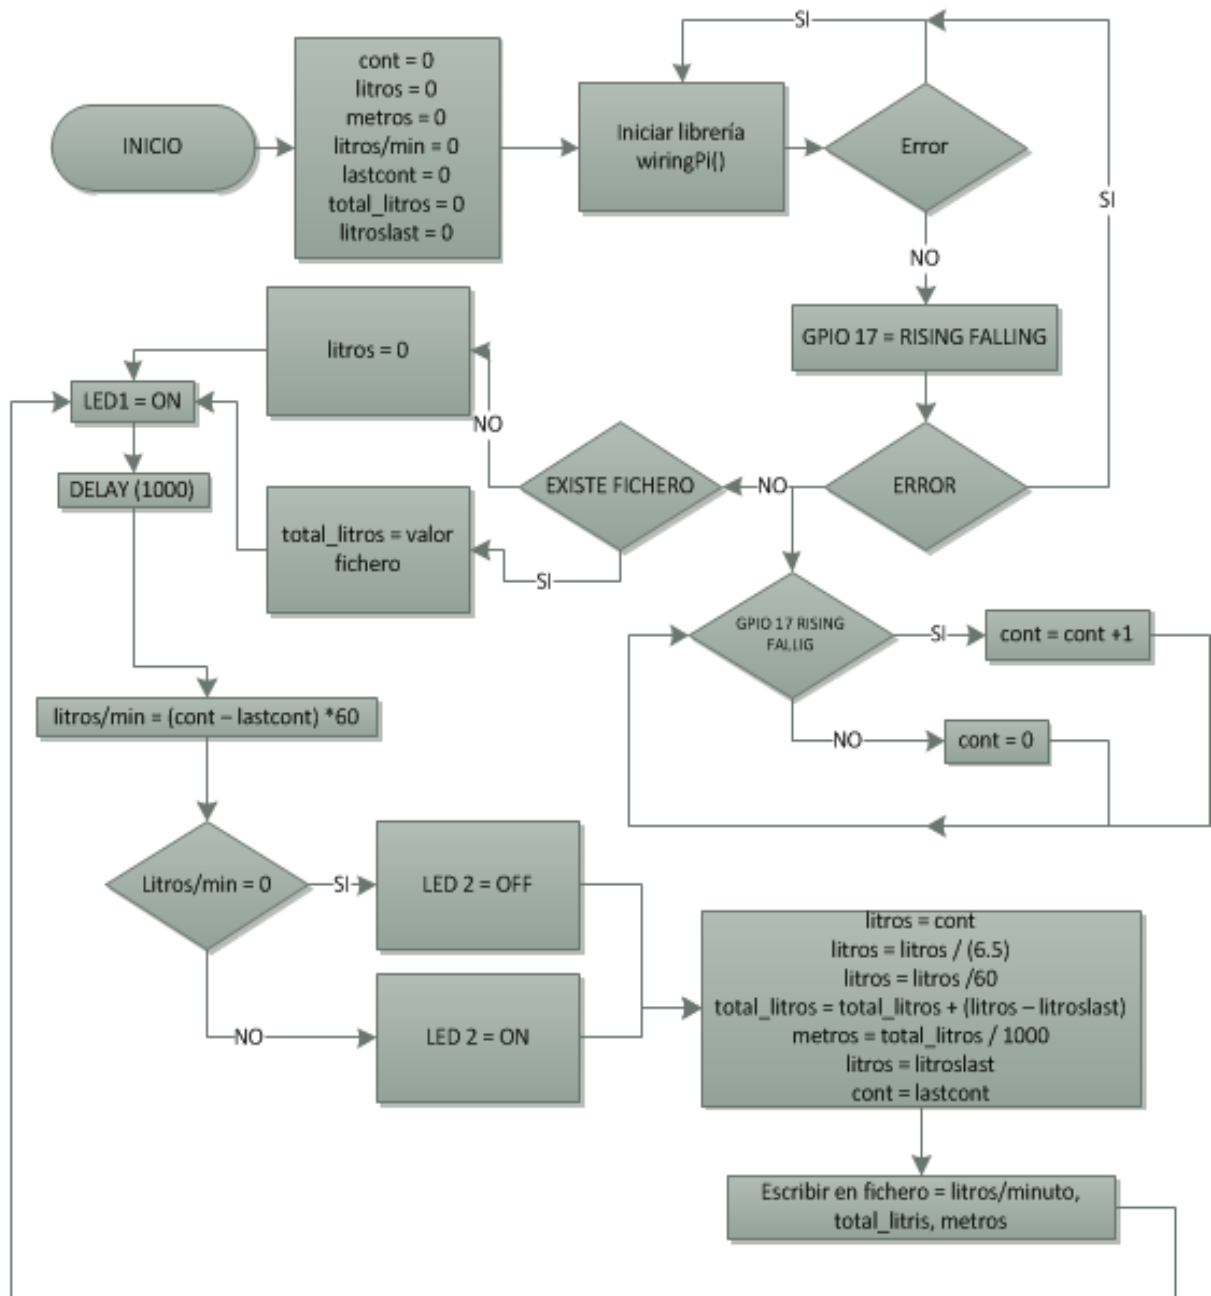 INICIO
cont = 0
litros = 0
metros = 0
litros/min = 0
lastcont = 0
total_litros = 0
litroslast = 0
Iniciar librería
wiringPi()
Error
SI
NO
SI
GPIO 17 = RISING FALLING
ERROR
NO
EXISTE FICHERO
NO
litros = 0
SI
total_litros = valor
fichero
LED1 = ON
DELAY (1000)
GPIO 17 RISING
FALLIG
SI
cont = cont +1
NO
cont = 0
litros/min = (cont – lastcont) *60
Litros/min = 0
SI
LED 2 = OFF
NO
LED 2 = ON
litros = cont
litros = litros / (6.5)
litros = litros /60
total_litros = total_litros + (litros – litroslast)
metros = total_litros / 1000
litros = litroslast
cont = lastcont
Escribir en fichero = litros/minuto,
total_litris, metros